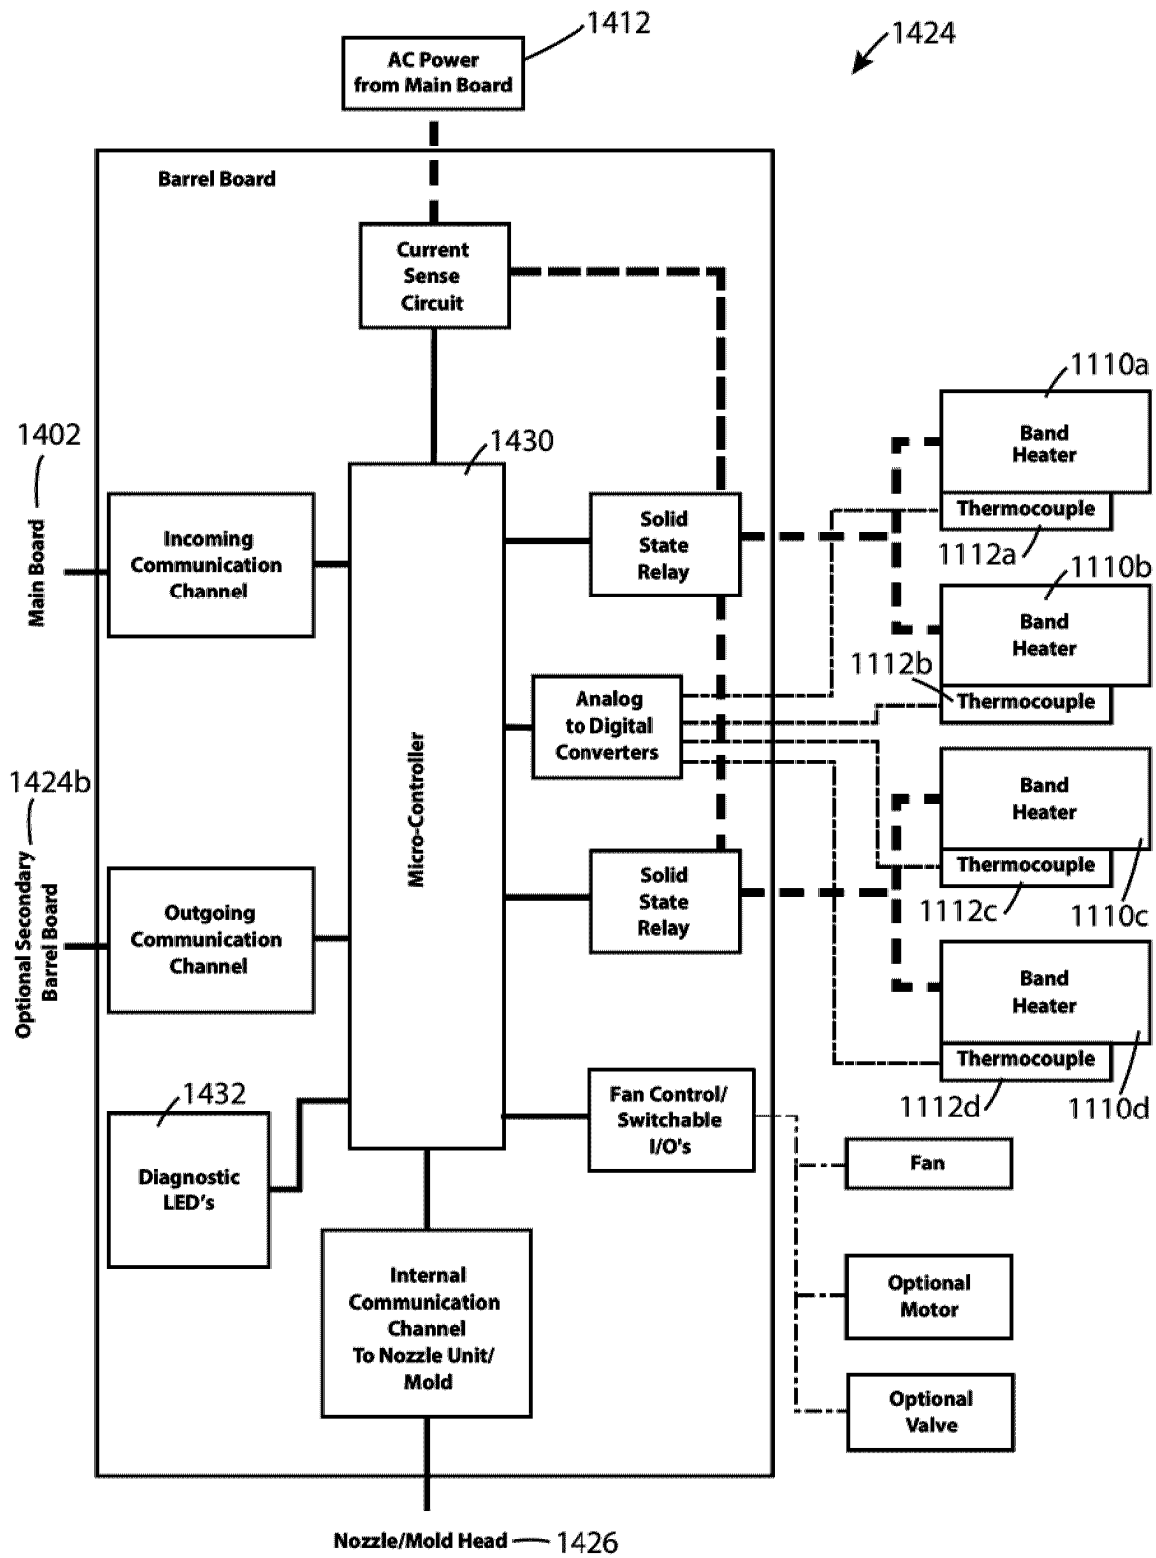 1412
1424
AC Power
from Main Board
Barrel Board
Current
Sense
Circuit
1110a
1402
1430
Band
Heater
Thermocouple
1112a
Main Board
Incoming
Communication
Channel
Solid
State
Relay
1110b
Band
Heater
1112b
Thermocouple
Analog
to Digital
Converters
Micro-Controller
1424b
Band
Heater
Thermocouple
1112c
1110c
Optional Secondary
Barrel Board
Outgoing
Communication
Channel
Solid
State
Relay
Band
Heater
Thermocouple
1112d
1110d
1432
Diagnostic
LED's
Fan Control/
Switchable
I/O's
Fan
Internal
Communication
Channel
To Nozzle Unit/
Mold
Optional
Motor
Optional
Valve
Nozzle/Mold Head
1426